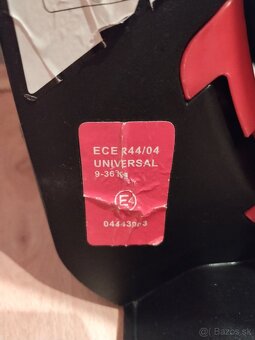 ECE R44/04
UNIVERSAL
9-36 Kg
E4
© Bazos.sk